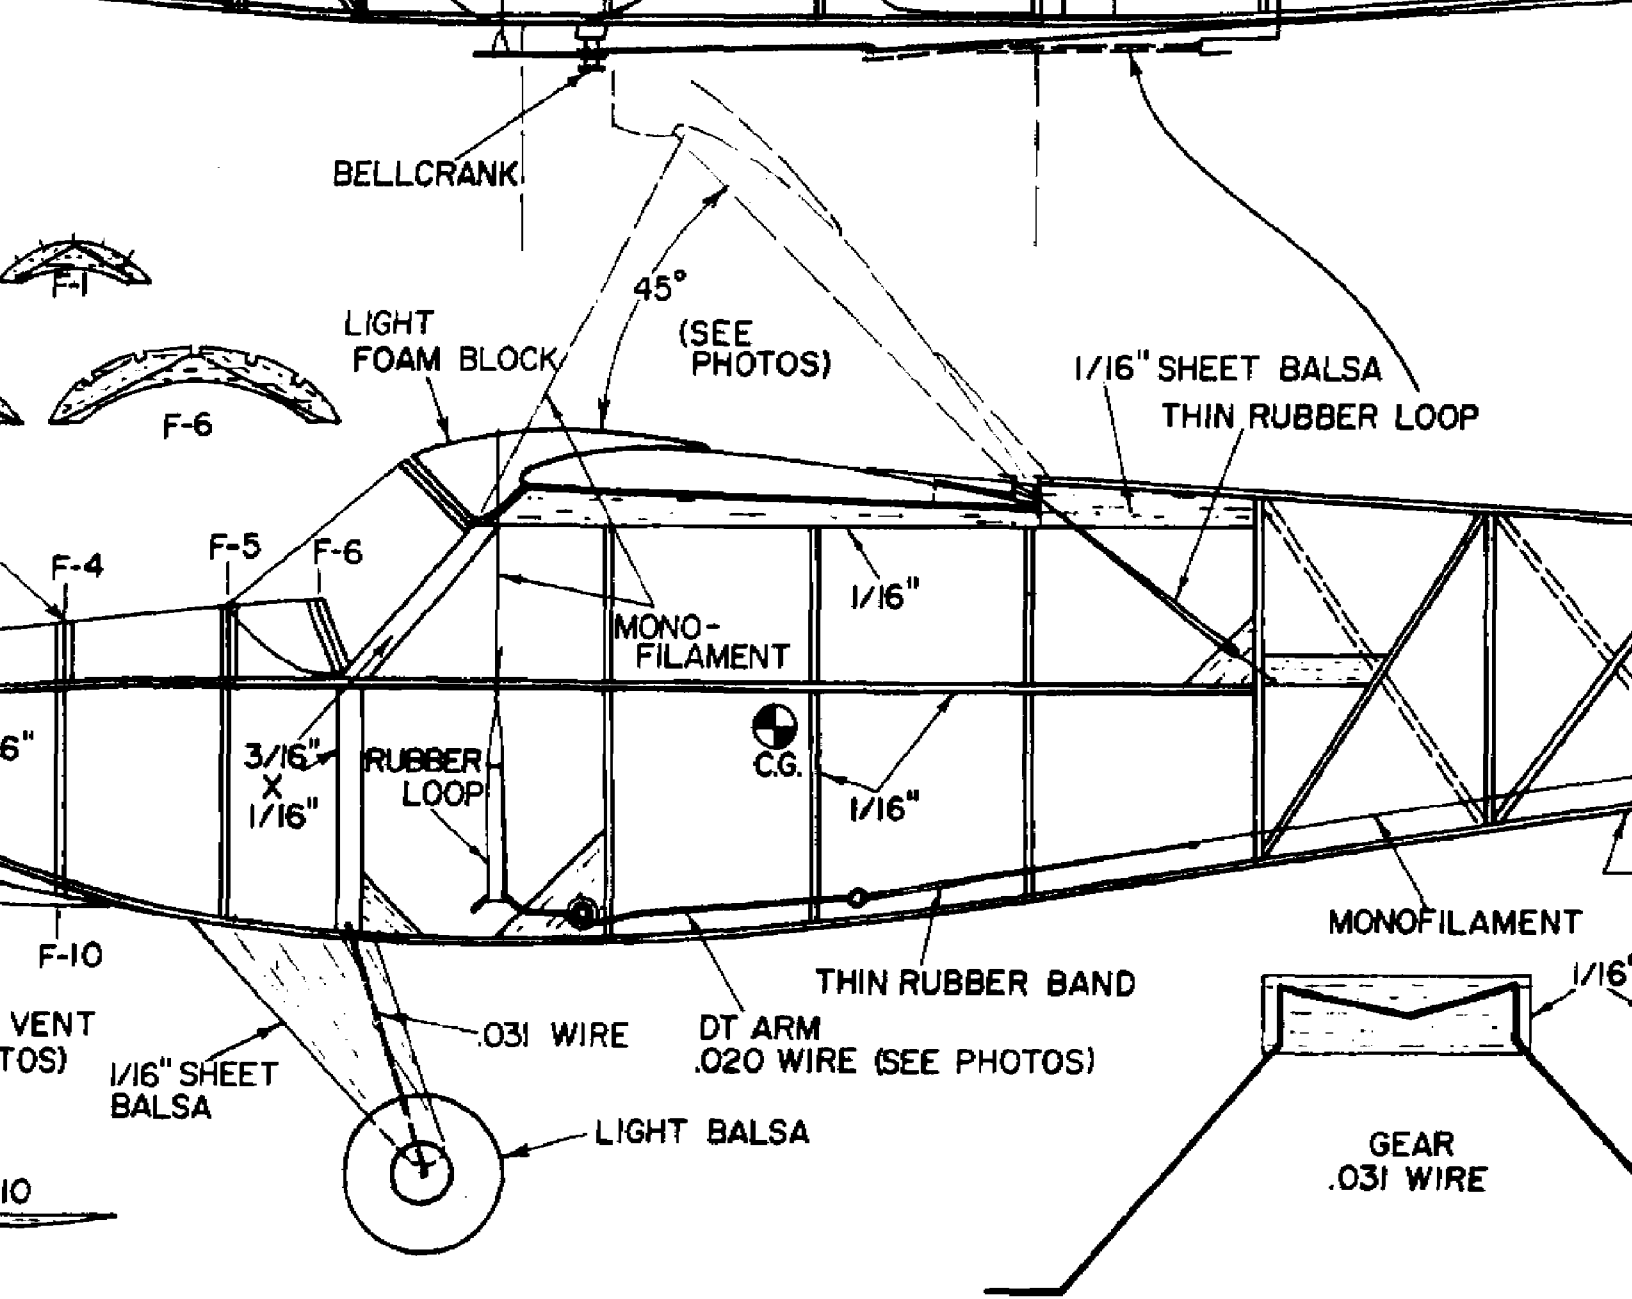 BELLCRANK
F-1
45°
LIGHT
FOAM BLOCK
(SEE
PHOTOS)
1/16" SHEET BALSA
THIN RUBBER LOOP
F-6
F-5
F-6
F-4
1/16"
MONO-
FILAMENT
6"
3/16"
X
1/16"
RUBBER
LOOP
C.G.
1/16"
MONOFILAMENT
F-10
THIN RUBBER BAND
1/16"
VENT
TOS)
.031 WIRE
DT ARM
.020 WIRE (SEE PHOTOS)
1/16" SHEET
BALSA
LIGHT BALSA
GEAR
.031 WIRE
10